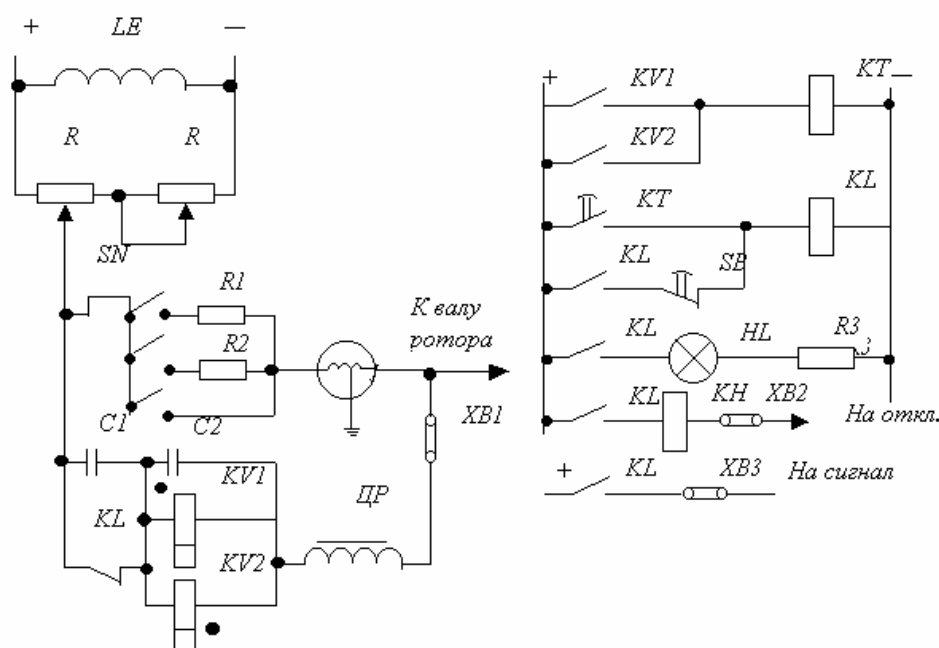 + LE —
R R
SN
R1
R2
C1 C2
К валу
ротора
XB1
KV1
KL
KV2
ДР
+ KV1 KT —
KV2
KT KL
KL SB
KL HL R3
3
KL KH XB2
На откл.
+ KL XB3 На сигнал